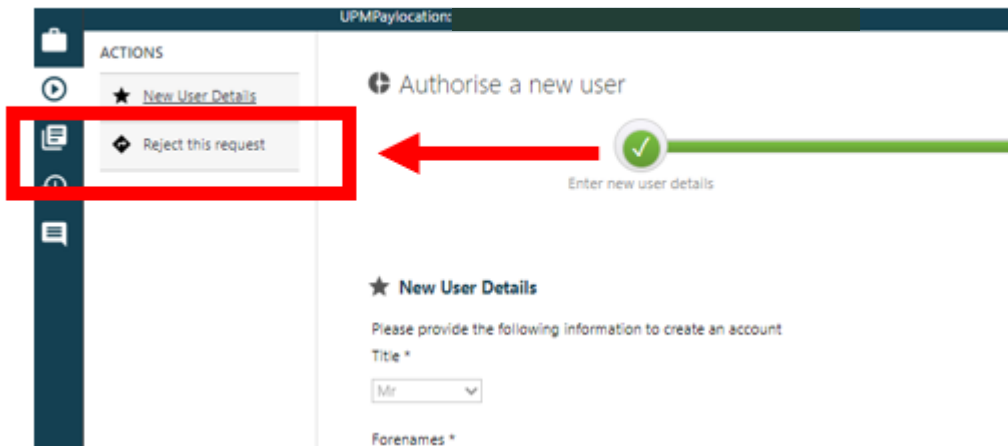 UPMPaylocation:
ACTIONS
New User Details
Reject this request
Authorise a new user
Enter new user details
New User Details
Please provide the following information to create an account
Title *
Mr
Forenames *